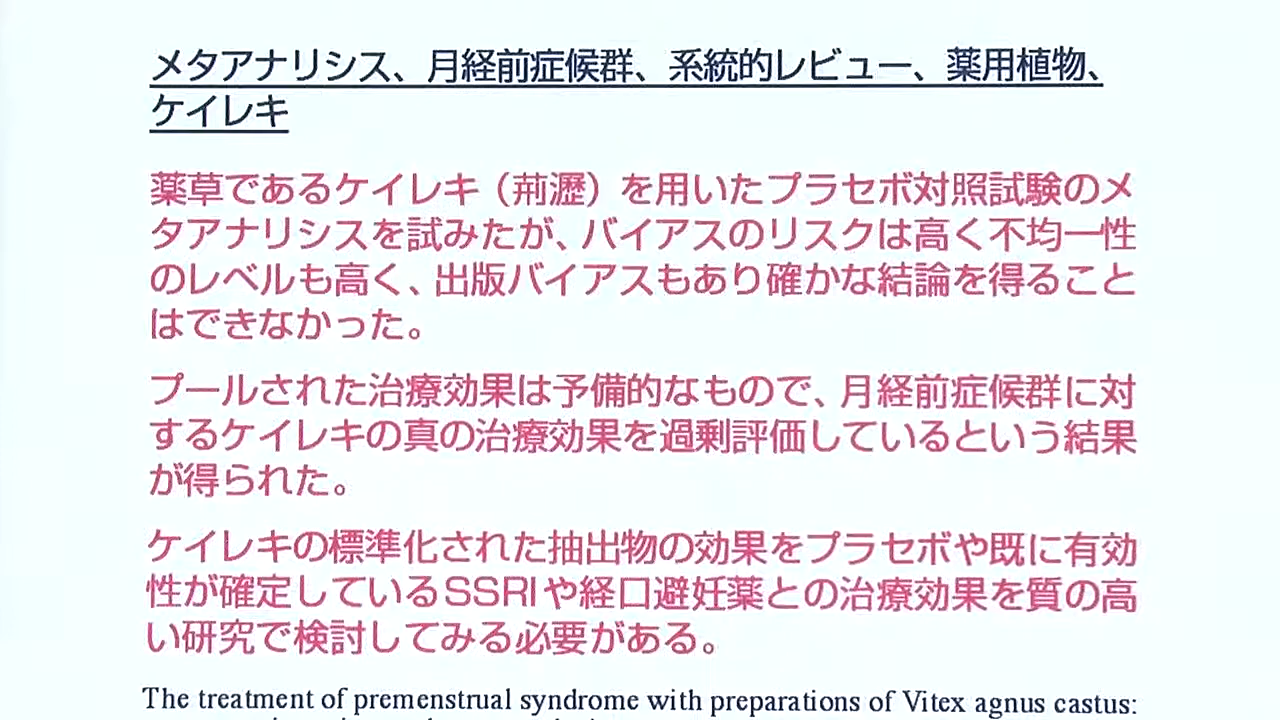 メタアナリシス、月経前症候群、系統的レビュー、薬用植物、
ケイレキ
薬草であるケイレキ（荊瀝）を用いたプラセボ対照試験のメ
タアナリシスを試みたが、バイアスのリスクは高く不均一性
のレベルも高く、出版バイアスもあり確かな結論を得ること
はできなかった。
プールされた治療効果は予備的なもので、月経前症候群に対
するケイレキの真の治療効果を過剰評価しているという結果
が得られた。
ケイレキの標準化された抽出物の効果をプラセボや既に有効
性が確定しているSSRIや経口避妊薬との治療効果を質の高
い研究で検討してみる必要がある。
The treatment of premenstrual syndrome with preparations of Vitex agnus castus: